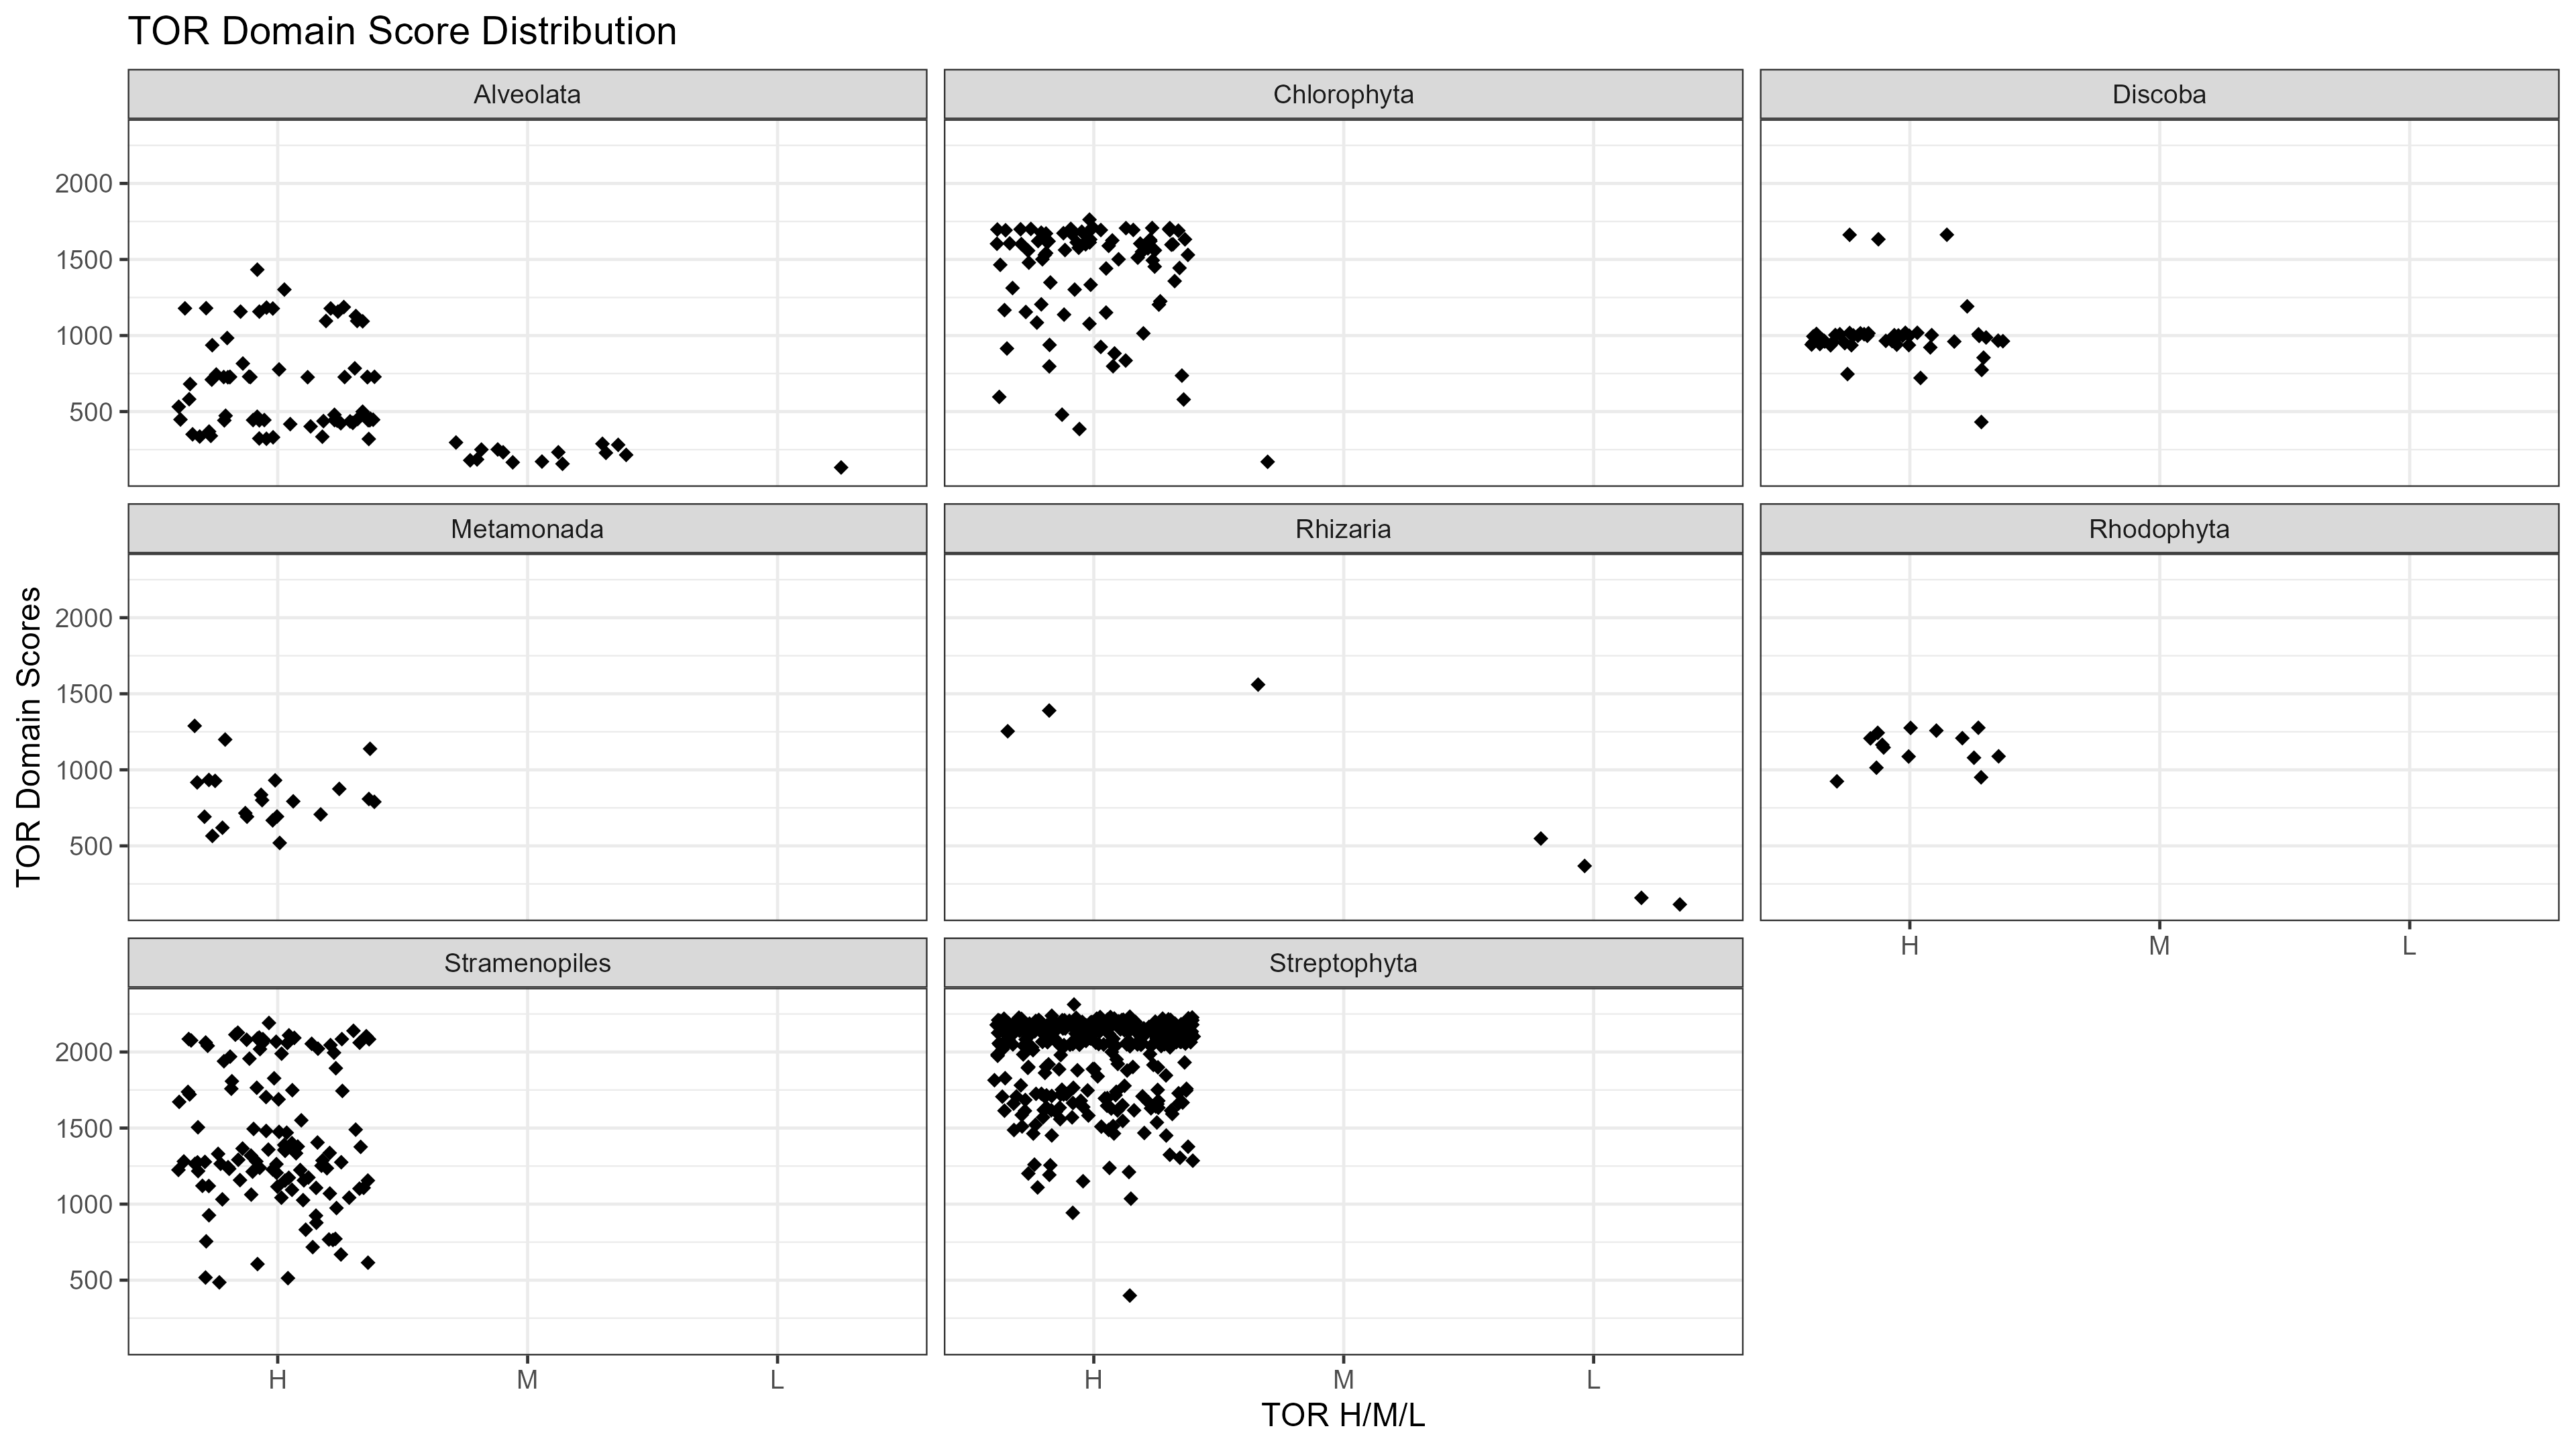 TOR Domain Score Distribution
Alveolata
Chlorophyta
Discoba
2000
1500
1000
500
Metamonada
Rhizaria
Rhodophyta
2000
1500
1000
500
H
M
L
Stramenopiles
Streptophyta
2000
1500
1000
500
H
M
L
H
M
L
TOR Domain Scores
TOR H/M/L